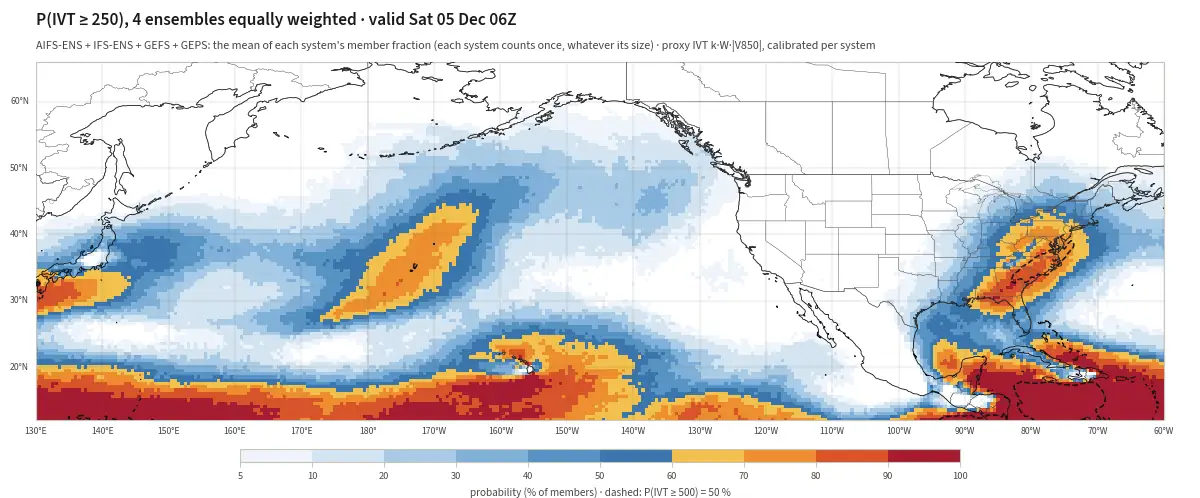 P(IVT ≥ 250), 4 ensembles equally weighted · valid Sat 05 Dec 06Z
AIFS-ENS + IFS-ENS + GEFS + GEPS: the mean of each system's member fraction (each system counts once, whatever its size) · proxy IVT k·W·|V850|, calibrated per system
60°N
50°N
40°N
30°N
20°N
130°E 140°E 150°E 160°E 170°E 180° 170°W 160°W 150°W 140°W 130°W 120°W 110°W 100°W 90°W 80°W 70°W 60°W
5 10 20 30 40 50 60 70 80 90 100
probability (% of members) · dashed: P(IVT ≥ 500) = 50 %